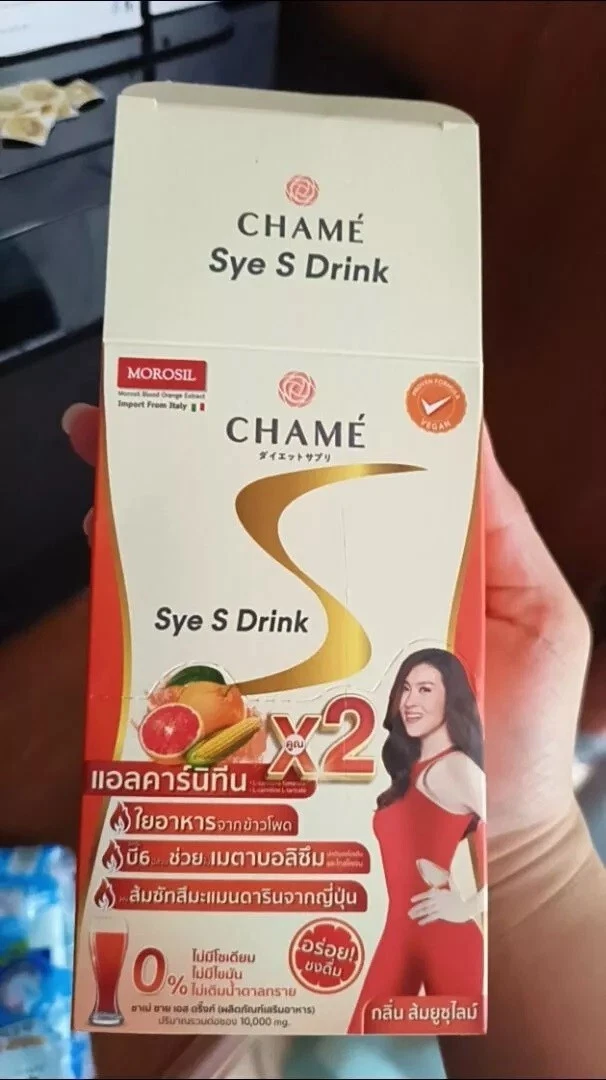 CHAMÉ
Sye S Drink
MOROSIL
Morosil Blood Orange Extract
Import From Italy
PROVEN FORMULA
VEGAN
CHAMÉ
ダイエットサプリ
Sye S Drink
คูณ
X2
แอลคาร์นิทีน
L-carnitine L-tartrate
ใยอาหารจากข้าวโพด
บี6 ช่วย เมตาบอลิซึม
ส้มซัทสึมะแมนดารินจากญี่ปุ่น
0%
ไม่มีโซเดียม
ไม่มีไขมัน
ไม่เติมน้ำตาลทราย
อร่อย!
ชงดื่ม
ชาเม่ ซาย เอส ดริ้งก์ (ผลิตภัณฑ์เสริมอาหาร)
ปริมาณรวมต่อซอง 10,000 mg.
กลิ่น ส้มยูซุไลม์